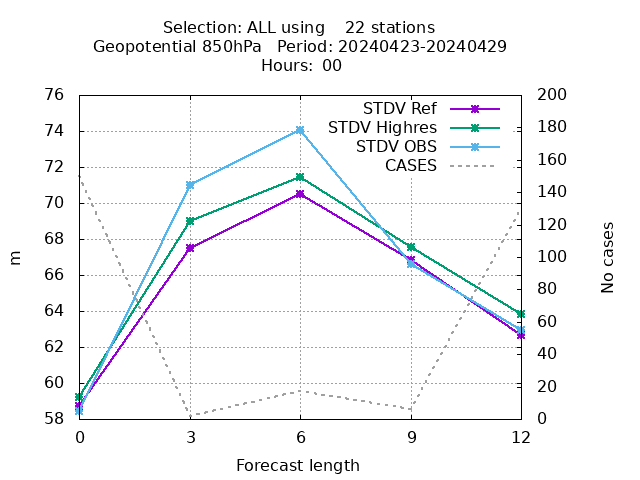 Selection: ALL using    22 stations
Geopotential 850hPa   Period: 20240423-20240429
Hours: 00
STDV Ref
STDV Highres
STDV OBS
CASES
76
74
72
70
68
66
64
62
60
58
m
200
180
160
140
120
100
80
60
40
20
0
No cases
0 3 6 9 12
Forecast length